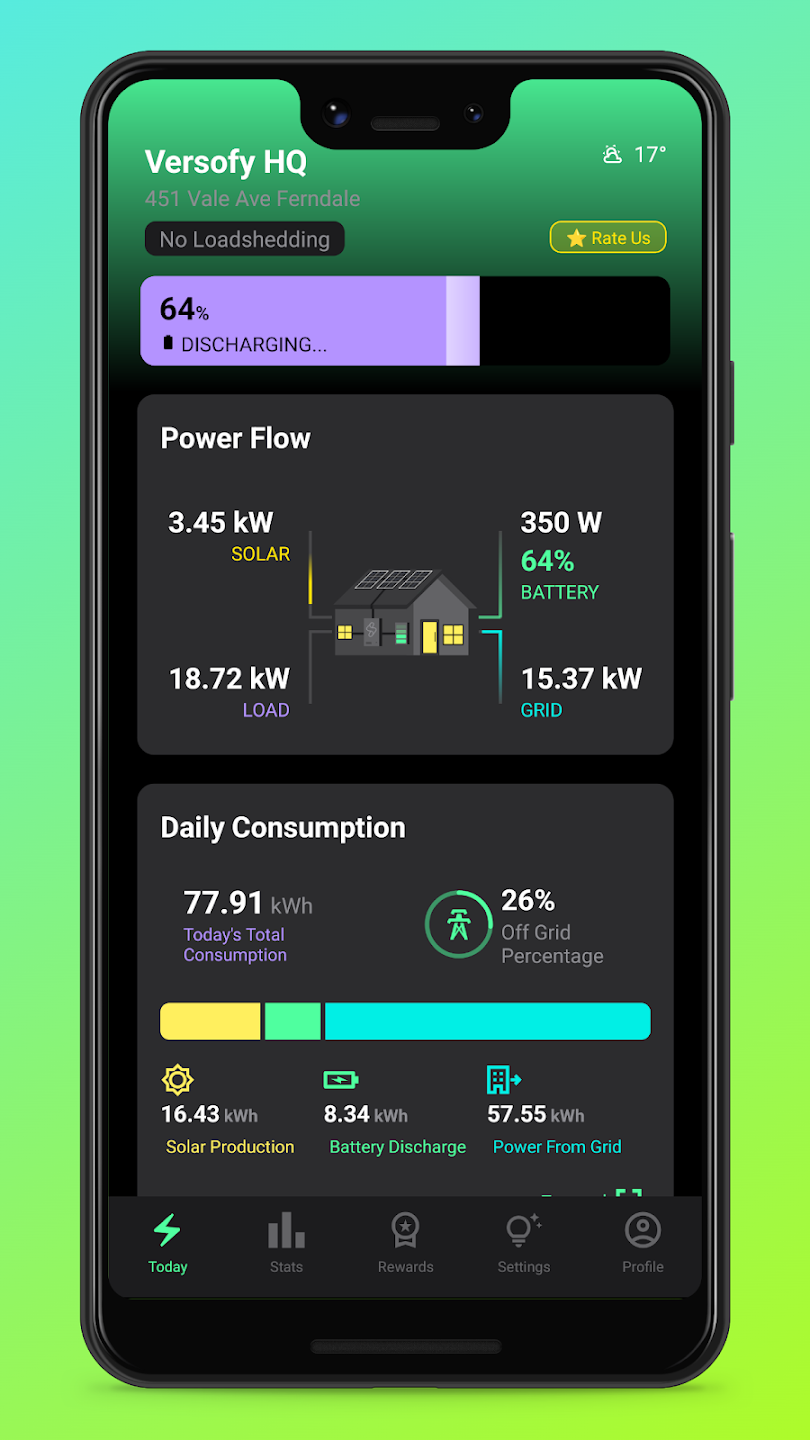 Versofy HQ
17°
451 Vale Ave Ferndale
No Loadshedding
Rate Us
64%
DISCHARGING...
Power Flow
3.45 kW
SOLAR
350 W
64%
BATTERY
18.72 kW
LOAD
15.37 kW
GRID
Daily Consumption
77.91 kWh
Today's Total
Consumption
26%
Off Grid
Percentage
16.43 kWh
Solar Production
8.34 kWh
Battery Discharge
57.55 kWh
Power From Grid
Today
Stats
Rewards
Settings
Profile